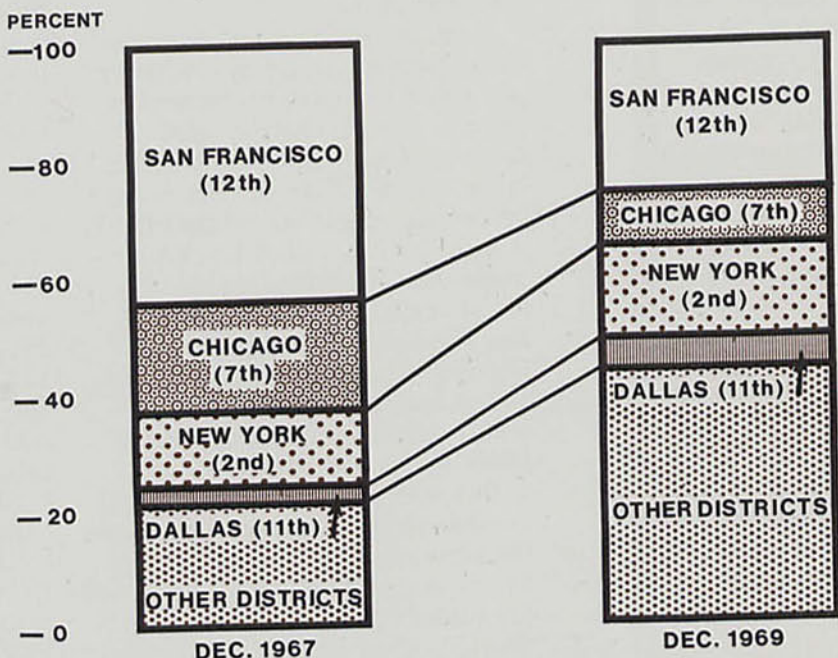 PERCENT
—100
—80
—60
—40
—20
—0
SAN FRANCISCO
(12th)
CHICAGO
(7th)
NEW YORK
(2nd)
DALLAS (11th)
OTHER DISTRICTS
DEC. 1967
SAN FRANCISCO
(12th)
CHICAGO (7th)
NEW YORK
(2nd)
DALLAS (11th)
OTHER DISTRICTS
DEC. 1969